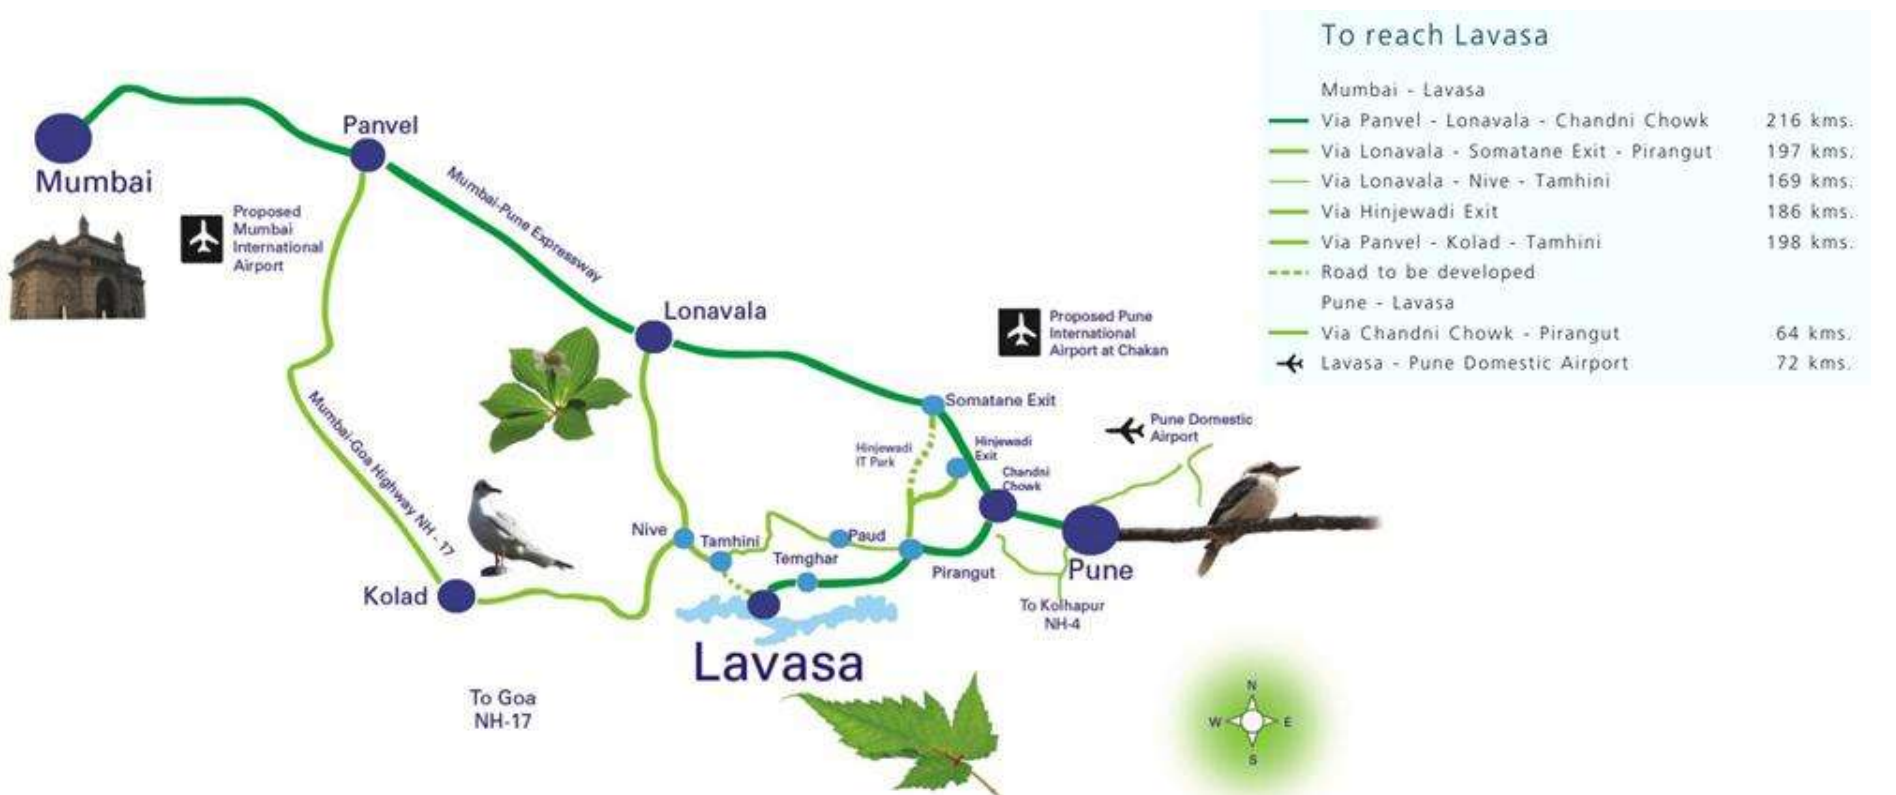 To reach Lavasa
Mumbai - Lavasa
Via Panvel - Lonavala - Chandni Chowk 216 kms.
Via Lonavala - Somatane Exit - Pirangut 197 kms.
Via Lonavala - Nive - Tamhini 169 kms.
Via Hinjewadi Exit 186 kms.
Via Panvel - Kolad - Tamhini 198 kms.
Road to be developed
Pune - Lavasa
Via Chandni Chowk - Pirangut 64 kms.
Lavasa - Pune Domestic Airport 72 kms.
Panvel
Mumbai
Mumbai-Pune Expressway
Proposed
Mumbai
International
Airport
Lonavala
Proposed Pune
International
Airport at Chakan
Somatane Exit
Pune Domestic
Airport
Hinjewadi
IT Park
Hinjewadi
Exit
Chandni
Chowk
Mumbai-Goa Highway NH - 17
Nive
Tamhini
Paud
Temghar
Pirangut
Pune
Kolad
To Kolhapur
NH-4
Lavasa
To Goa
NH-17
N
W
E
S